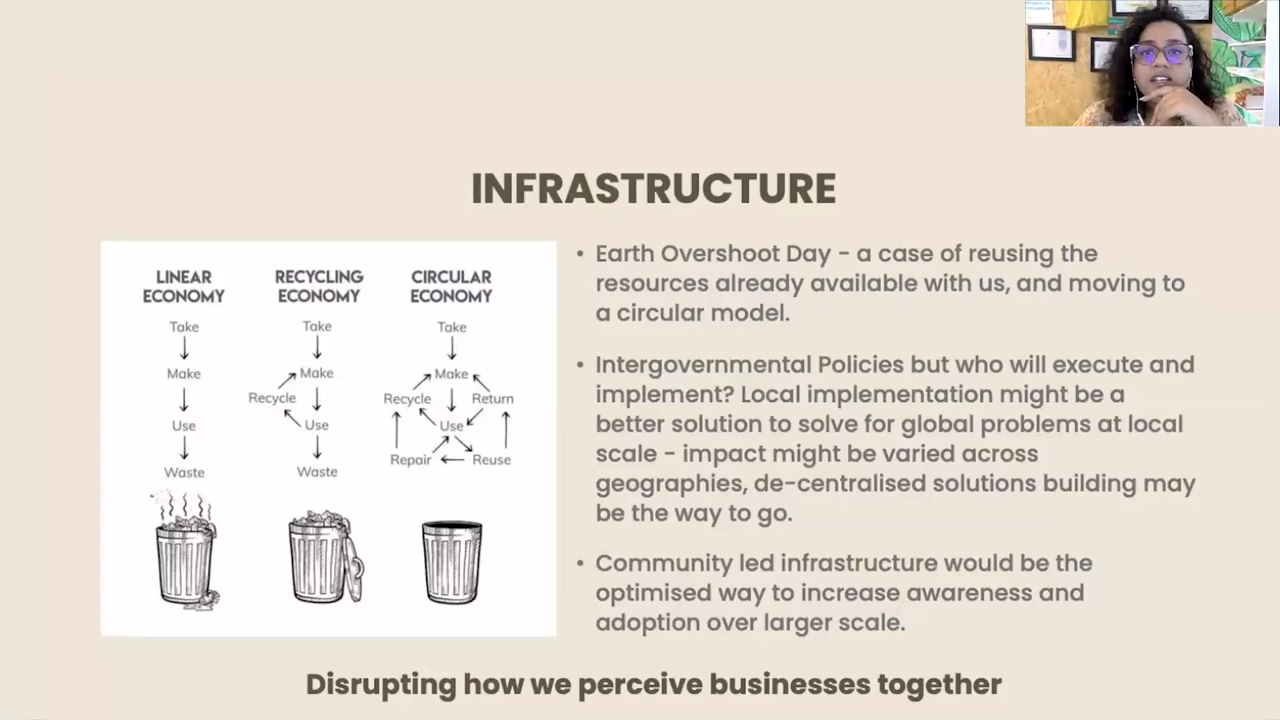 INFRASTRUCTURE
LINEAR
ECONOMY
Take
Make
Use
Waste
RECYCLING
ECONOMY
Take
Make
Recycle
Use
Waste
CIRCULAR
ECONOMY
Take
Make
Recycle
Return
Use
Repair
Reuse
• Earth Overshoot Day - a case of reusing the
resources already available with us, and moving to
a circular model.
• Intergovernmental Policies but who will execute and
implement? Local implementation might be a
better solution to solve for global problems at local
scale - impact might be varied across
geographies, de-centralised solutions building may
be the way to go.
• Community led infrastructure would be the
optimised way to increase awareness and
adoption over larger scale.
Disrupting how we perceive businesses together